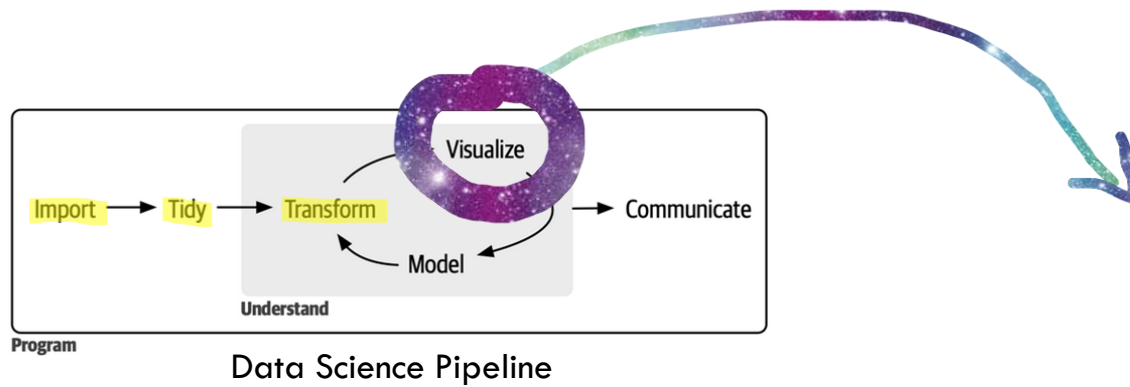 Visualize
Import Tidy Transform Communicate
Model
Understand
Program
Data Science Pipeline